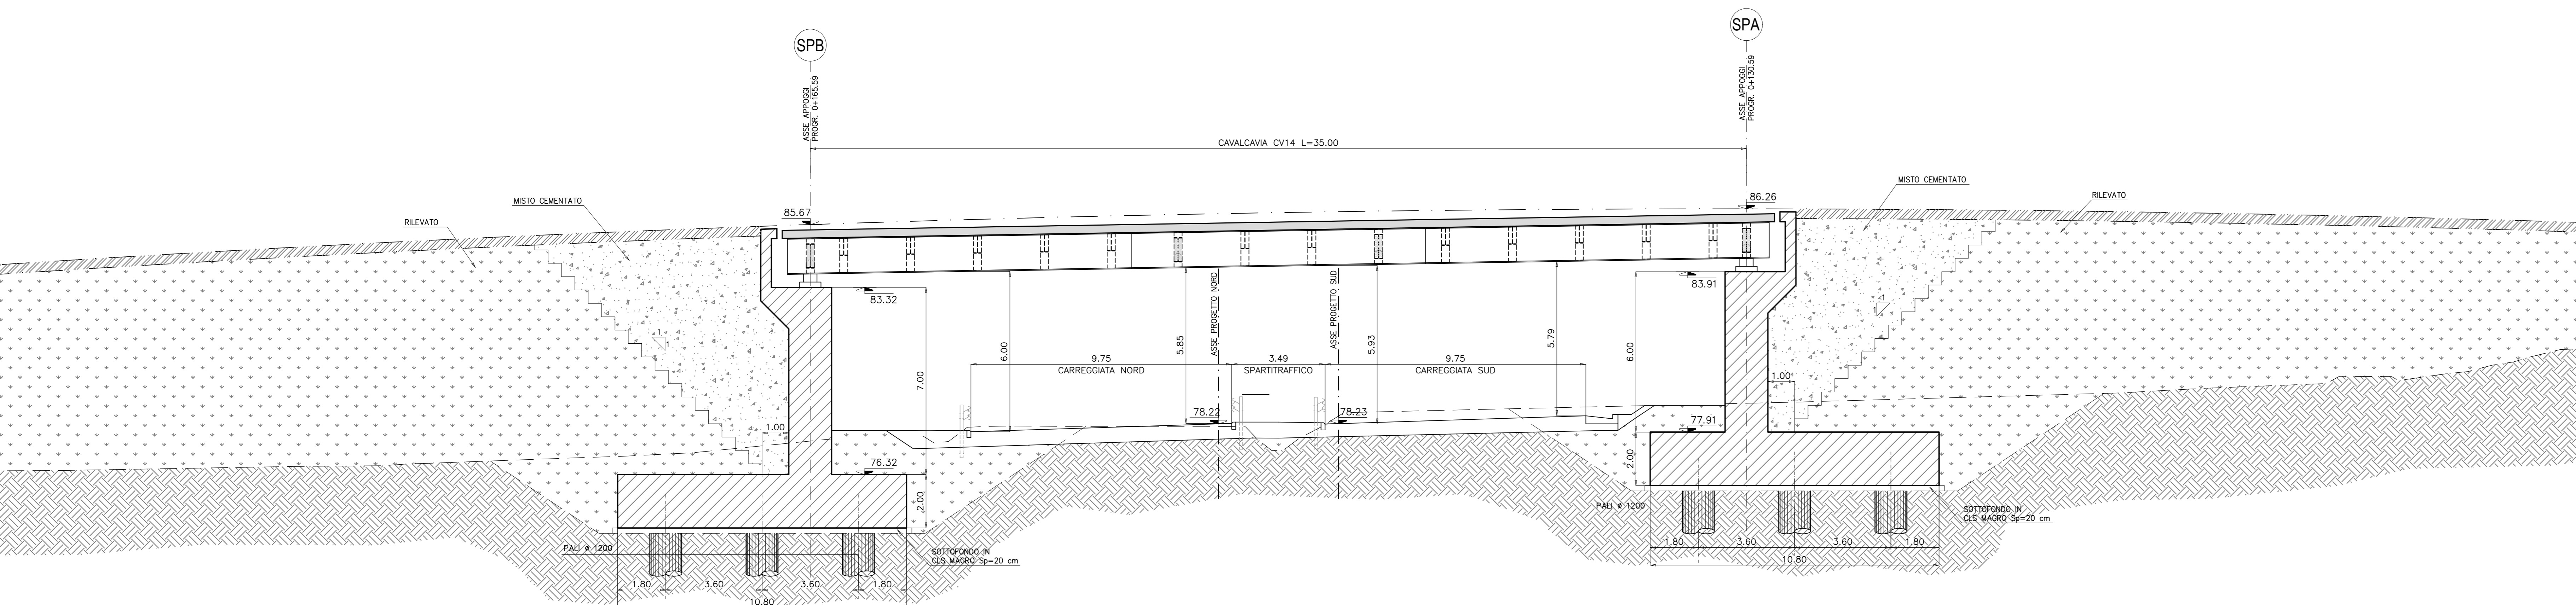 SPB
SPA
ASSE APPOGGI
PROGR. 0+165.59
ASSE APPOGGI
PROGR. 0+130.59
CAVALCAVIA CV14 L=35.00
MISTO CEMENTATO
RILEVATO
MISTO CEMENTATO
RILEVATO
85.67
86.26
83.32
83.91
ASSE PROGETTO NORD
ASSE PROGETTO SUD
1
1
1
1
7.00
6.00
5.85
5.93
5.79
6.00
9.75
CARREGGIATA NORD
3.49
SPARTITRAFFICO
9.75
CARREGGIATA SUD
1.00
1.00
78.22
78.23
77.91
76.32
2.00
2.00
PALI ø 1200
SOTTOFONDO IN
CLS MAGRO Sp=20 cm
1.80
3.60
3.60
1.80
10.80
PALI ø 1200
SOTTOFONDO IN
CLS MAGRO Sp=20 cm
1.80
3.60
3.60
1.80
10.80